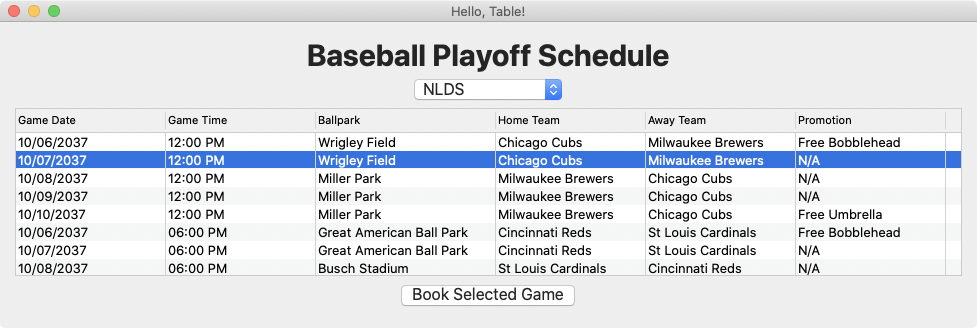 Hello, Table!
Baseball Playoff Schedule
NLDS
Game Date Game Time Ballpark Home Team Away Team Promotion
10/06/2037 12:00 PM Wrigley Field Chicago Cubs Milwaukee Brewers Free Bobblehead
10/07/2037 12:00 PM Wrigley Field Chicago Cubs Milwaukee Brewers N/A
10/08/2037 12:00 PM Miller Park Milwaukee Brewers Chicago Cubs N/A
10/09/2037 12:00 PM Miller Park Milwaukee Brewers Chicago Cubs N/A
10/10/2037 12:00 PM Miller Park Milwaukee Brewers Chicago Cubs Free Umbrella
10/06/2037 06:00 PM Great American Ball Park Cincinnati Reds St Louis Cardinals Free Bobblehead
10/07/2037 06:00 PM Great American Ball Park Cincinnati Reds St Louis Cardinals N/A
10/08/2037 06:00 PM Busch Stadium St Louis Cardinals Cincinnati Reds N/A
Book Selected Game